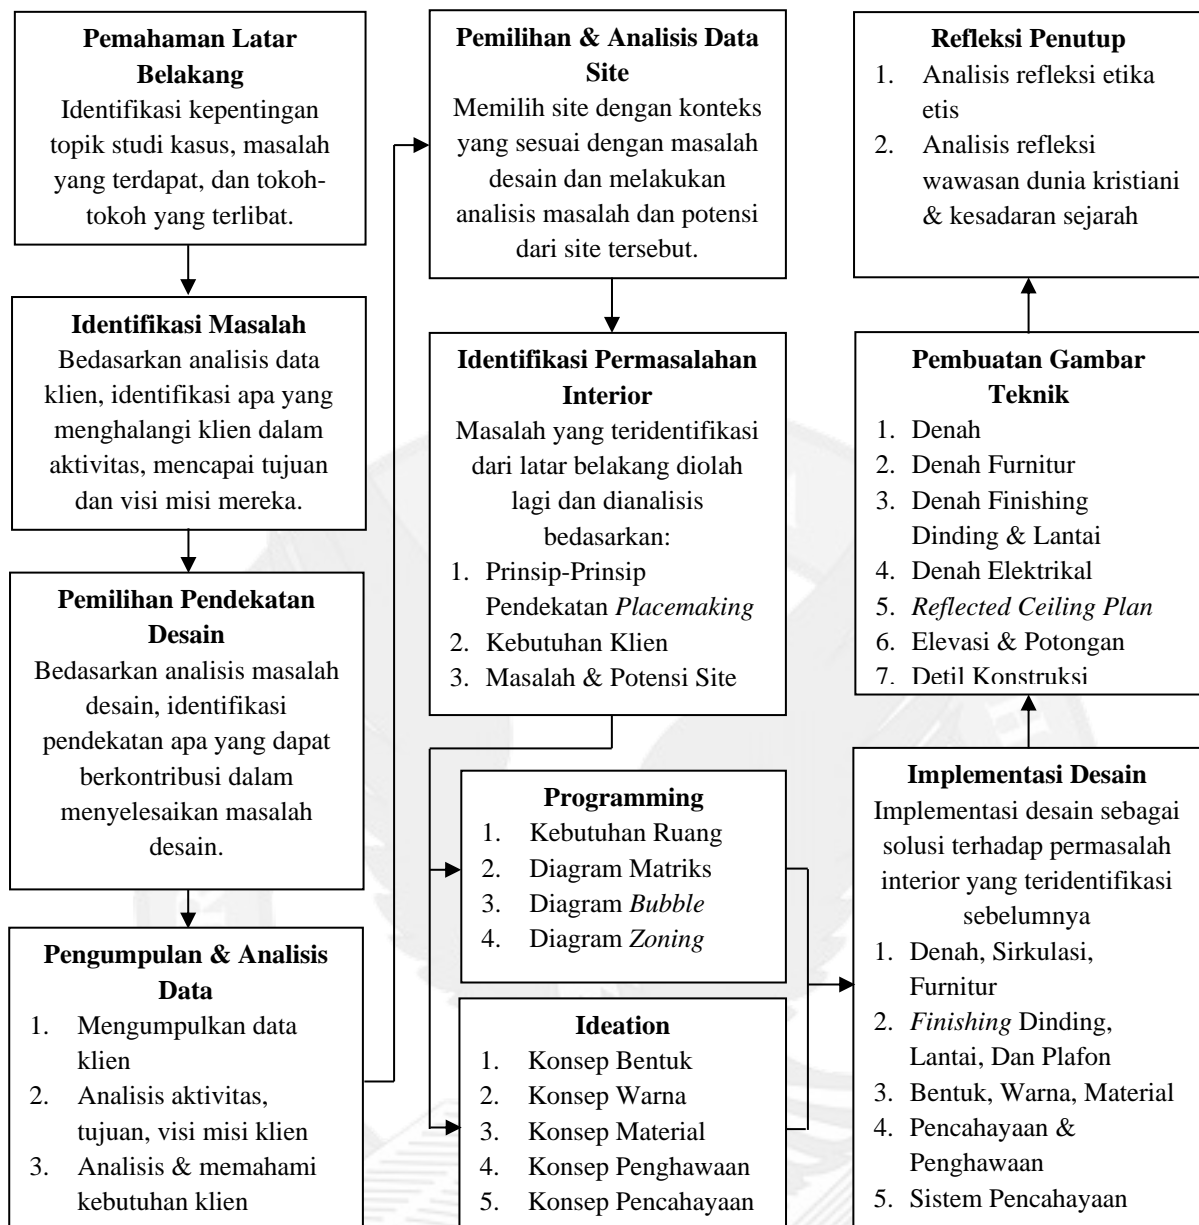 Pemahaman Latar
Belakang
Identifikasi kepentingan
topik studi kasus, masalah
yang terdapat, dan tokoh-
tokoh yang terlibat.
Identifikasi Masalah
Bedasarkan analisis data
klien, identifikasi apa yang
menghalangi klien dalam
aktivitas, mencapai tujuan
dan visi misi mereka.
Pemilihan Pendekatan
Desain
Bedasarkan analisis masalah
desain, identifikasi
pendekatan apa yang dapat
berkontribusi dalam
menyelesaikan masalah
desain.
Pengumpulan & Analisis
Data
1. Mengumpulkan data
klien
2. Analisis aktivitas,
tujuan, visi misi klien
3. Analisis & memahami
kebutuhan klien
Pemilihan & Analisis Data
Site
Memilih site dengan konteks
yang sesuai dengan masalah
desain dan melakukan
analisis masalah dan potensi
dari site tersebut.
Identifikasi Permasalahan
Interior
Masalah yang teridentifikasi
dari latar belakang diolah
lagi dan dianalisis
bedasarkan:
1. Prinsip-Prinsip
Pendekatan Placemaking
2. Kebutuhan Klien
3. Masalah & Potensi Site
Programming
1. Kebutuhan Ruang
2. Diagram Matriks
3. Diagram Bubble
4. Diagram Zoning
Ideation
1. Konsep Bentuk
2. Konsep Warna
3. Konsep Material
4. Konsep Penghawaan
5. Konsep Pencahayaan
Implementasi Desain
Implementasi desain sebagai
solusi terhadap permasalah
interior yang teridentifikasi
sebelumnya
1. Denah, Sirkulasi,
Furnitur
2. Finishing Dinding,
Lantai, Dan Plafon
3. Bentuk, Warna, Material
4. Pencahayaan &
Penghawaan
5. Sistem Pencahayaan
Pembuatan Gambar
Teknik
1. Denah
2. Denah Furnitur
3. Denah Finishing
Dinding & Lantai
4. Denah Elektrikal
5. Reflected Ceiling Plan
6. Elevasi & Potongan
7. Detil Konstruksi
Refleksi Penutup
1. Analisis refleksi etika
etis
2. Analisis refleksi
wawasan dunia kristiani
& kesadaran sejarah